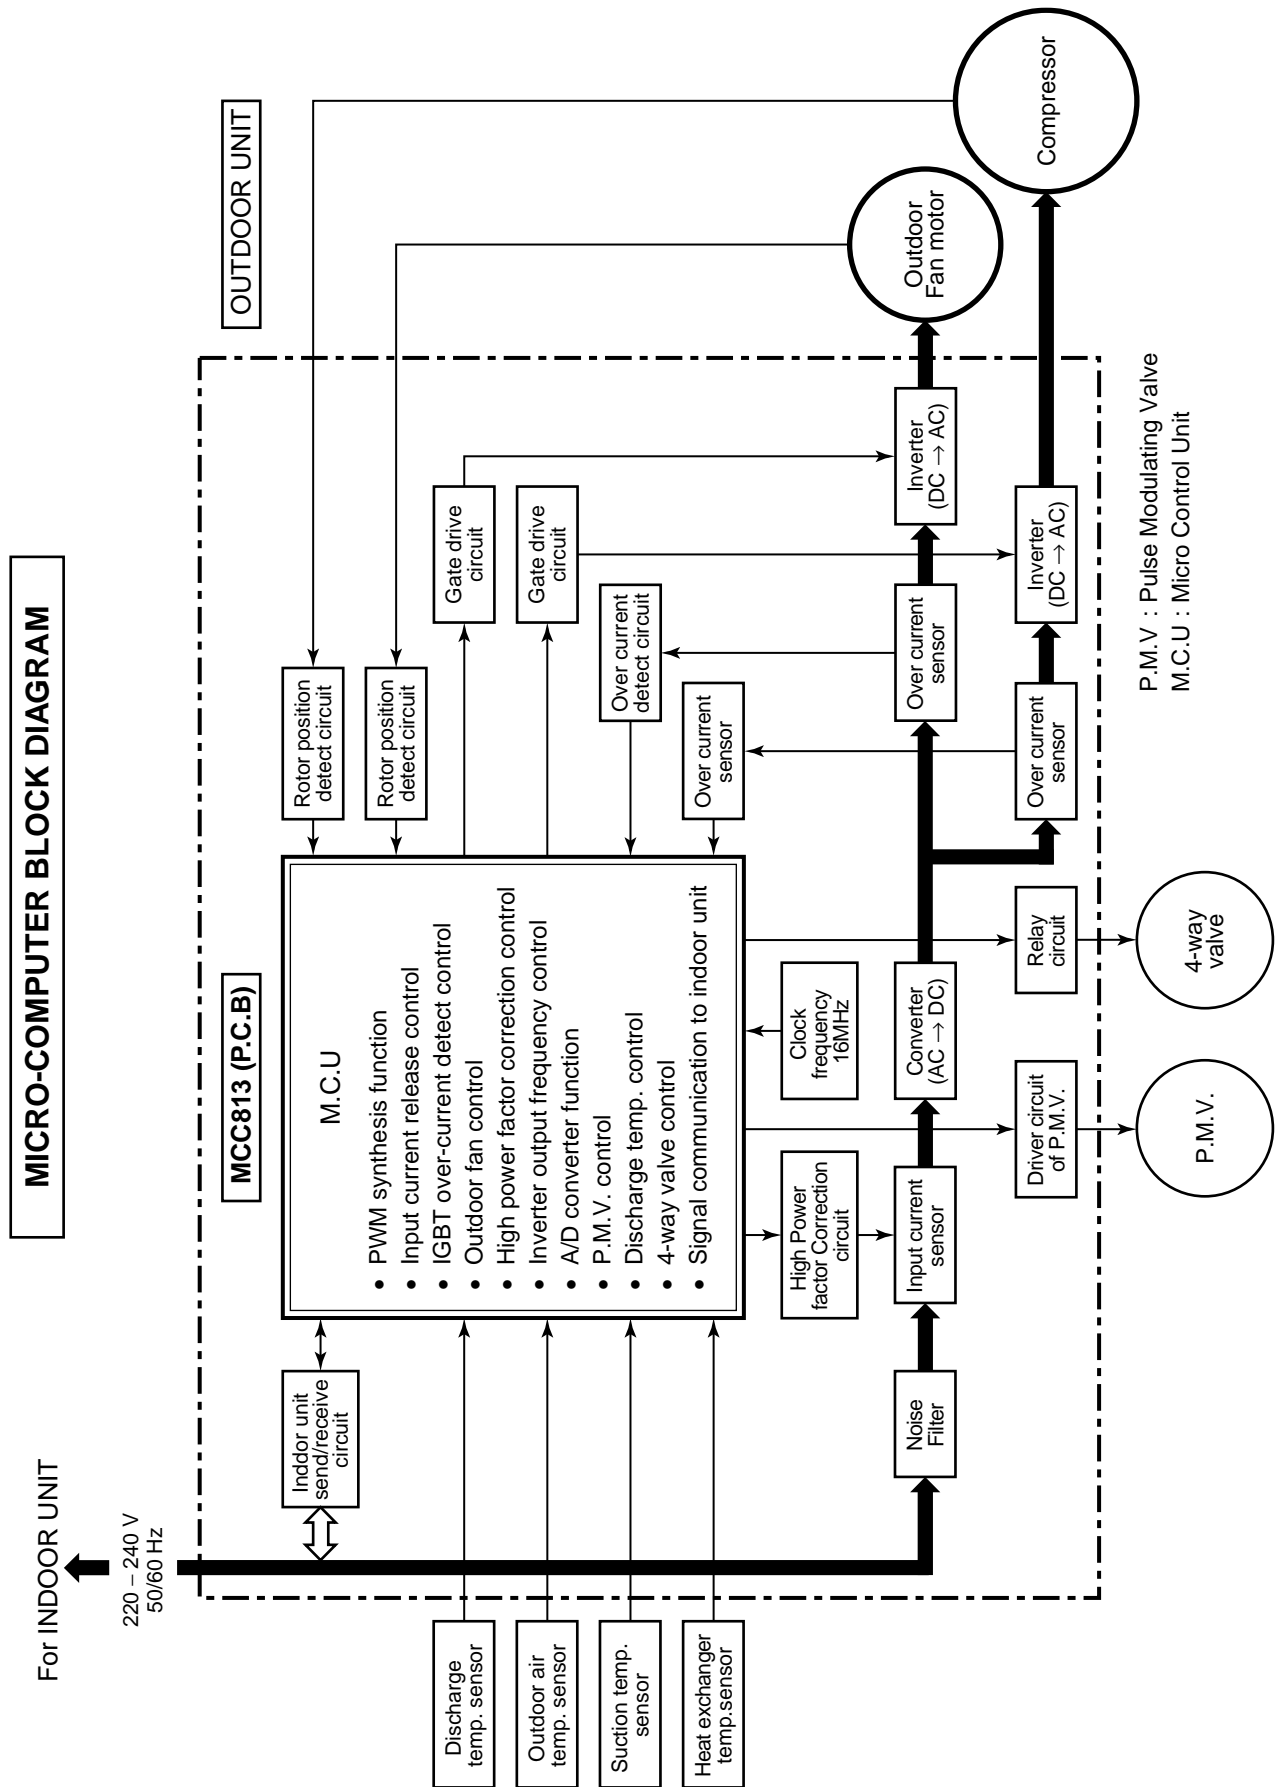 MICRO-COMPUTER BLOCK DIAGRAM
For INDOOR UNIT
220 – 240 V
50/60 Hz
MCC813 (P.C.B)
OUTDOOR UNIT
Discharge
temp. sensor
Outdoor air
temp. sensor
Suction temp.
sensor
Heat exchanger
temp.sensor
Inddor unit
send/receive
circuit
M.C.U
• PWM synthesis function
• Input current release control
• IGBT over-current detect control
• Outdoor fan control
• High power factor correction control
• Inverter output frequency control
• A/D converter function
• P.M.V. control
• Discharge temp. control
• 4-way valve control
• Signal communication to indoor unit
Rotor position
detect circuit
Rotor position
detect circuit
Gate drive
circuit
Gate drive
circuit
Over current
detect circuit
Over current
sensor
High Power
factor Correction
circuit
Clock
frequency
16MHz
Noise
Filter
Input current
sensor
Converter
(AC → DC)
Over current
sensor
Inverter
(DC → AC)
Outdoor
Fan motor
Driver circuit
of P.M.V.
Relay
circuit
Over current
sensor
Inverter
(DC → AC)
Compressor
P.M.V.
4-way
valve
P.M.V : Pulse Modulating Valve
M.C.U : Micro Control Unit